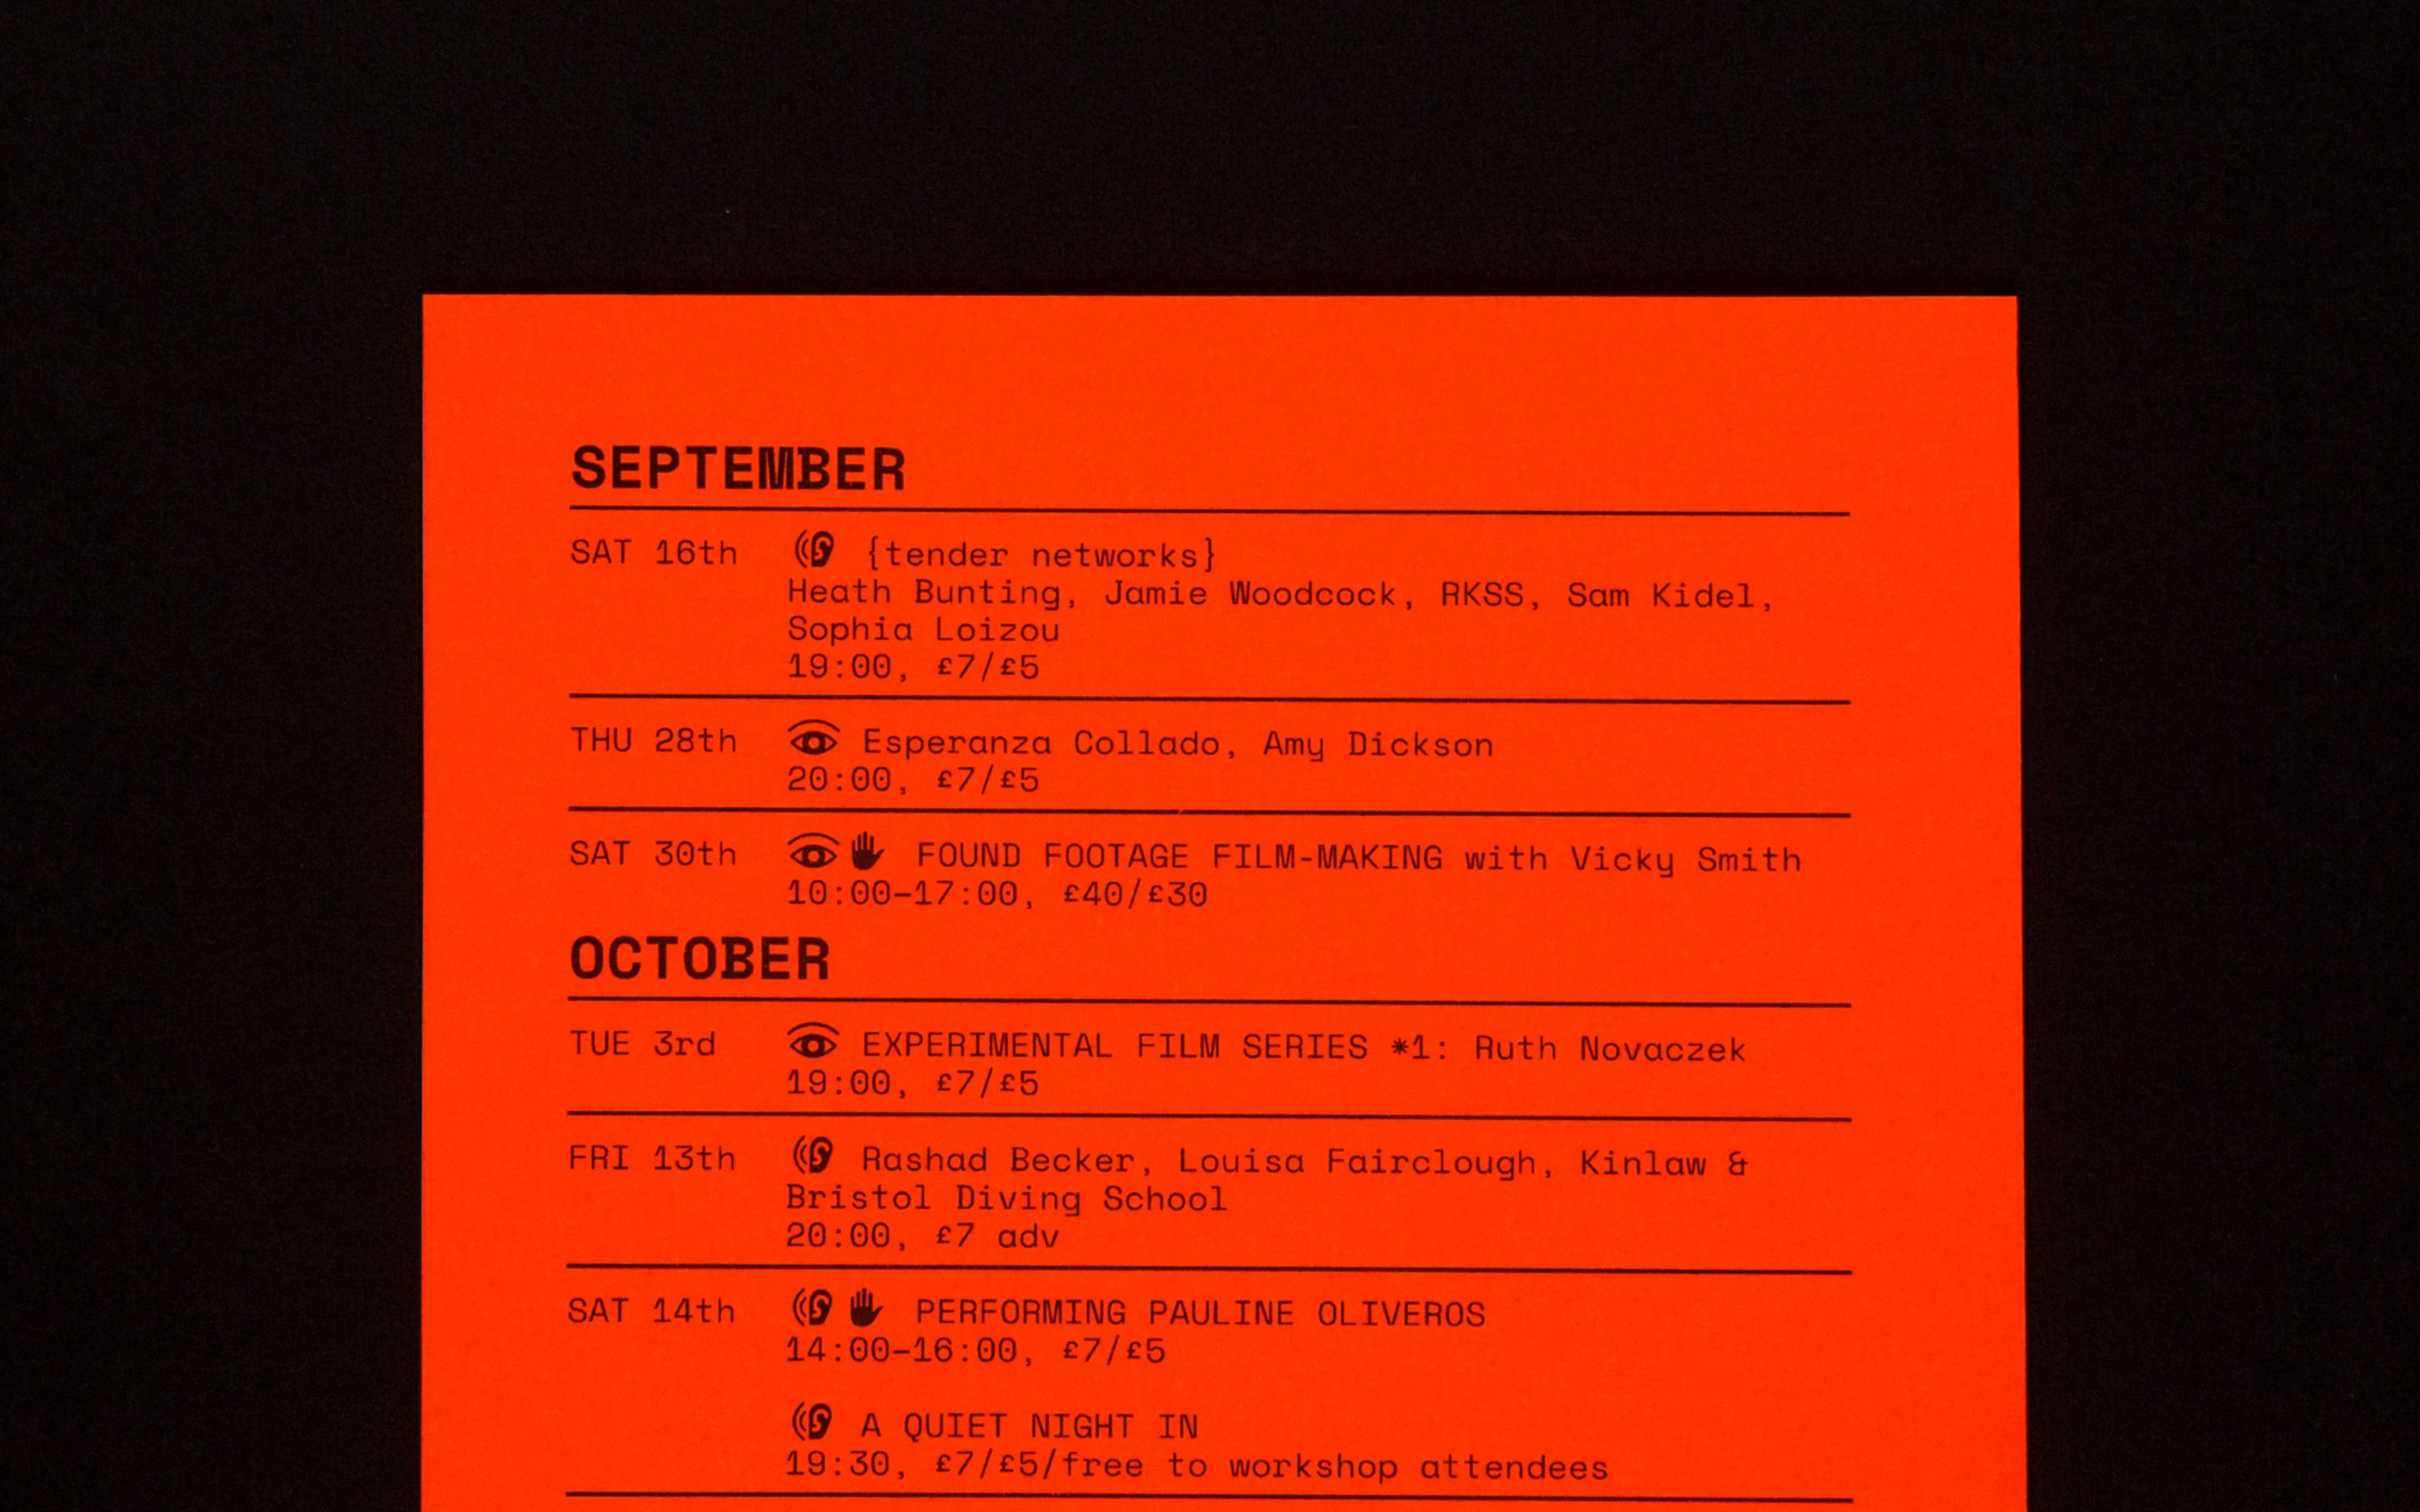 SEPTEMBER
SAT 16th {tender networks}
Heath Bunting, Jamie Woodcock, RKSS, Sam Kidel,
Sophia Loizou
19:00, £7/£5
THU 28th Esperanza Collado, Amy Dickson
20:00, £7/£5
SAT 30th FOUND FOOTAGE FILM-MAKING with Vicky Smith
10:00–17:00, £40/£30
OCTOBER
TUE 3rd EXPERIMENTAL FILM SERIES *1: Ruth Novaczek
19:00, £7/£5
FRI 13th Rashad Becker, Louisa Fairclough, Kinlaw &
Bristol Diving School
20:00, £7 adv
SAT 14th PERFORMING PAULINE OLIVEROS
14:00–16:00, £7/£5
A QUIET NIGHT IN
19:30, £7/£5/free to workshop attendees